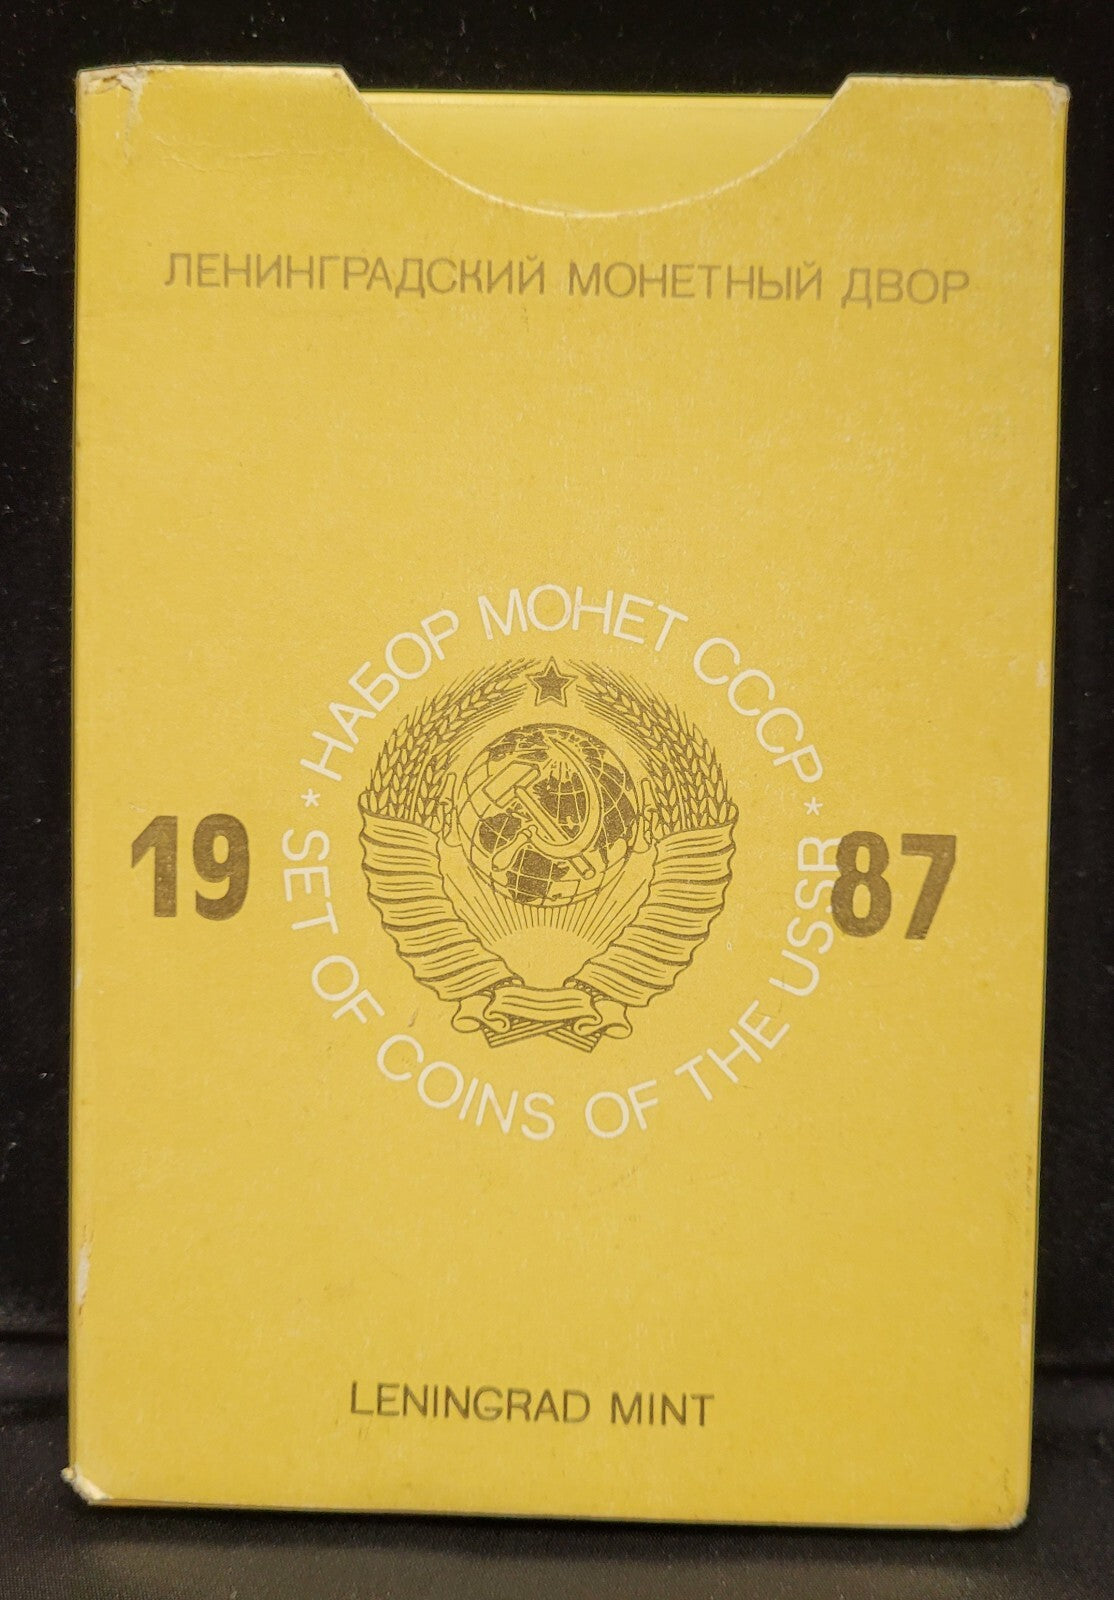 ЛЕНИНГРАДСКИЙ МОНЕТНЫЙ ДВОР
* НАБОР МОНЕТ СССР *
19 87
SET OF COINS OF THE USSR
LENINGRAD MINT